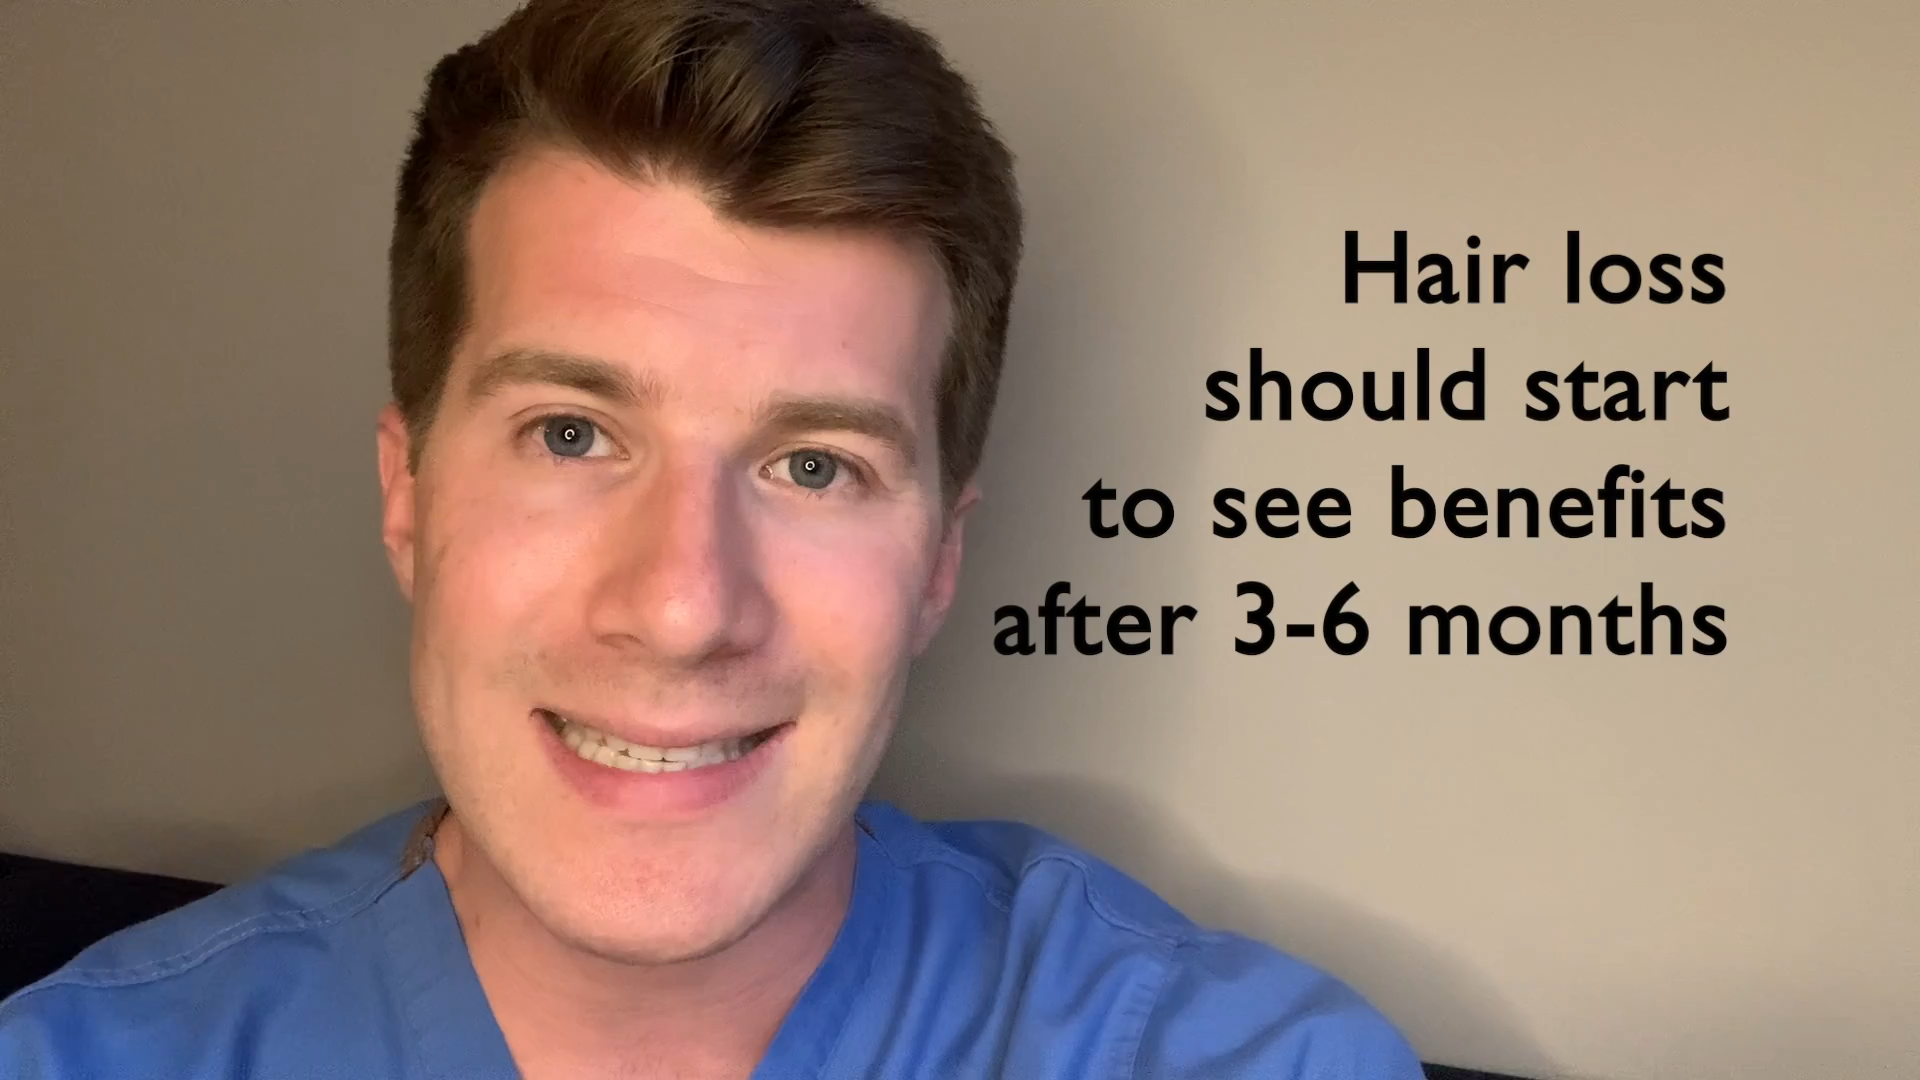 Hair loss
should start
to see benefits
after 3-6 months